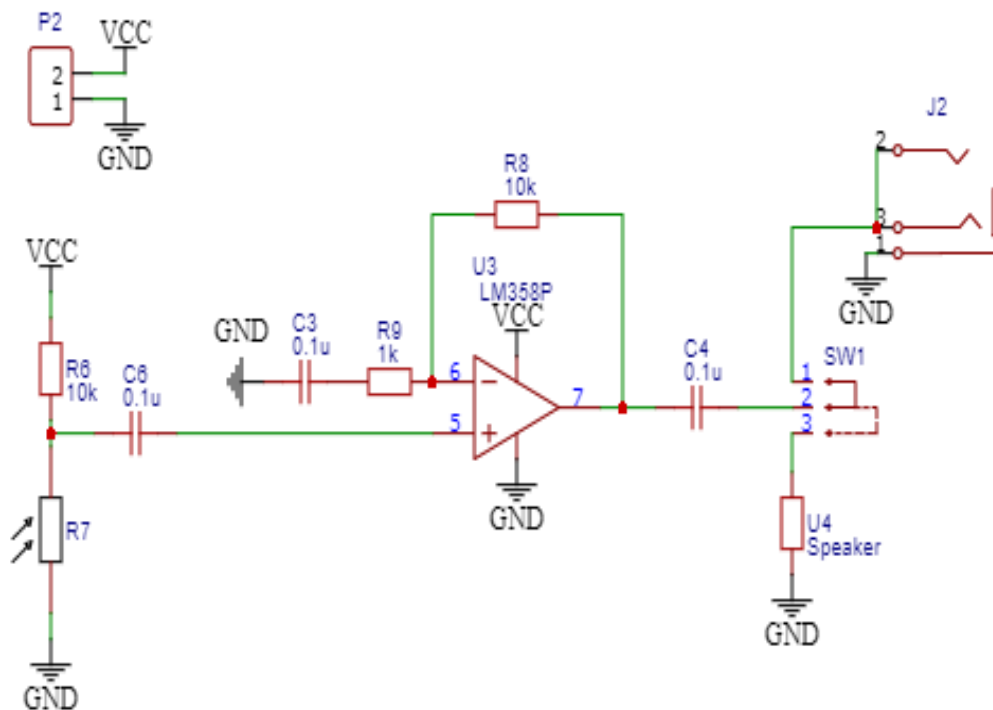 P2
VCC
2
1
GND
J2
2
3
1
GND
R8
10k
VCC
U3
LM358P
VCC
GND
C3
0.1u
R9
1k
R6
10k
C6
0.1u
6
5
7
C4
0.1u
SW1
1
2
3
GND
R7
U4
Speaker
GND
GND